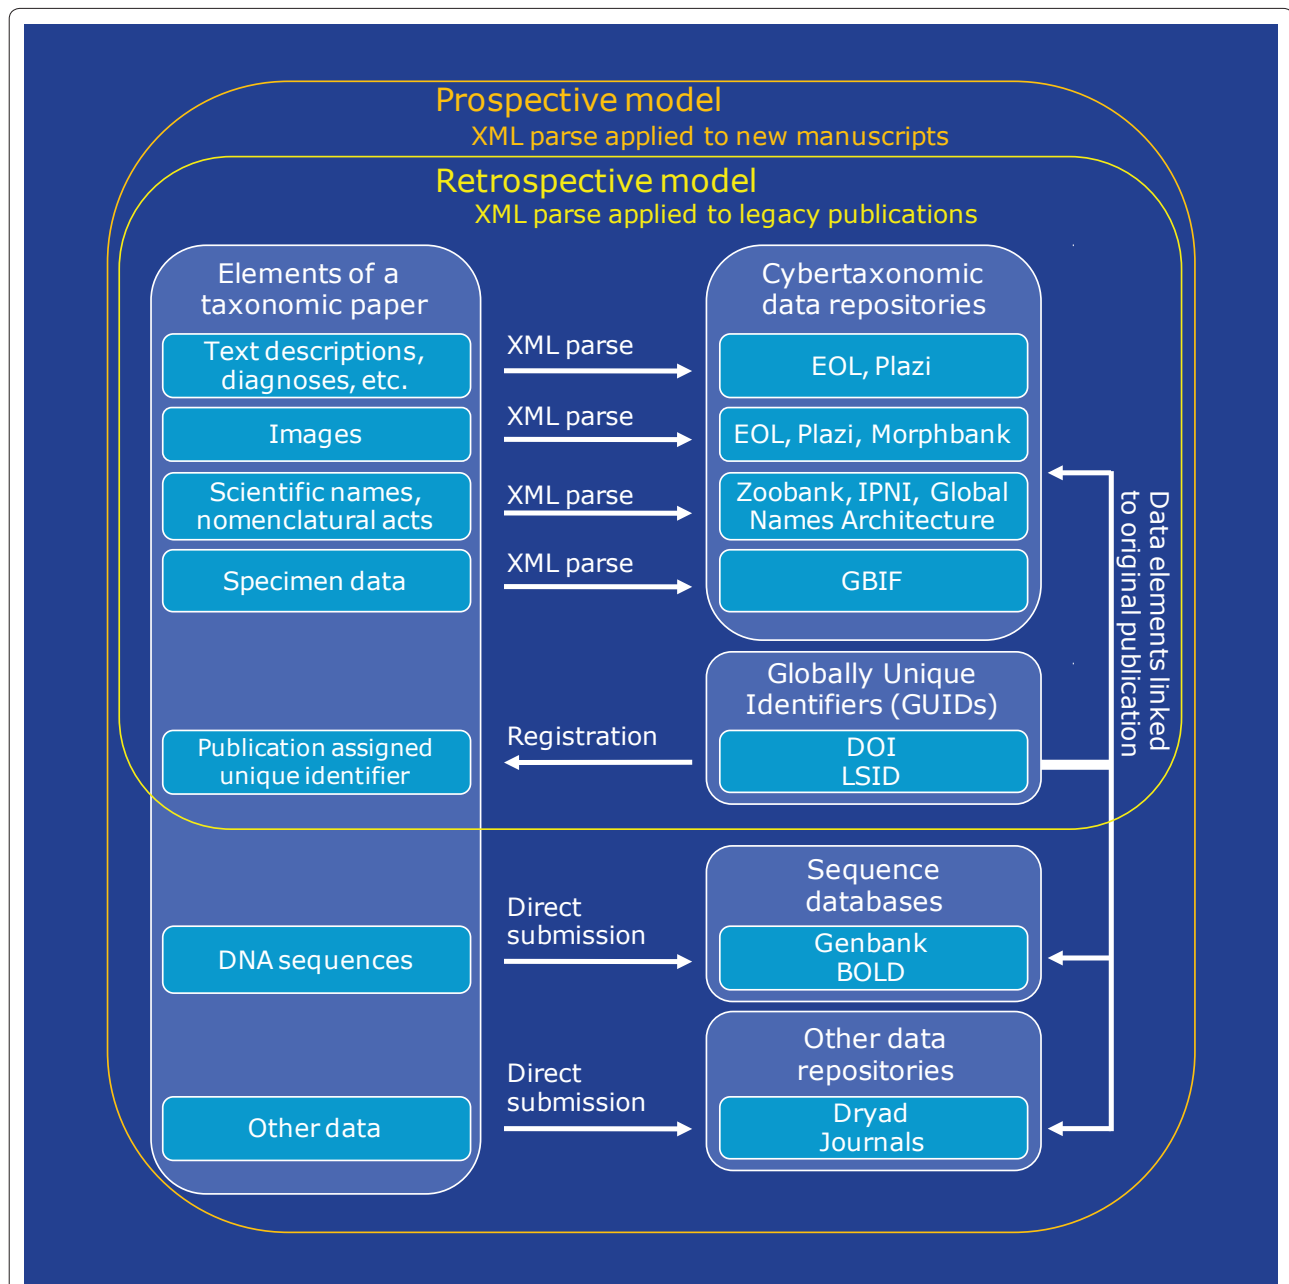 Prospective model
XML parse applied to new manuscripts
Retrospective model
XML parse applied to legacy publications
Elements of a
taxonomic paper
Cybertaxonomic
data repositories
Text descriptions,
diagnoses, etc.
XML parse
EOL, Plazi
Images
XML parse
EOL, Plazi, Morphbank
Scientific names,
nomenclatural acts
XML parse
Zoobank, IPNI, Global
Names Architecture
Specimen data
XML parse
GBIF
Data elements linked
to original publication
Globally Unique
Identifiers (GUIDs)
Publication assigned
unique identifier
Registration
DOI
LSID
Sequence
databases
DNA sequences
Direct
submission
Genbank
BOLD
Other data
repositories
Other data
Direct
submission
Dryad
Journals